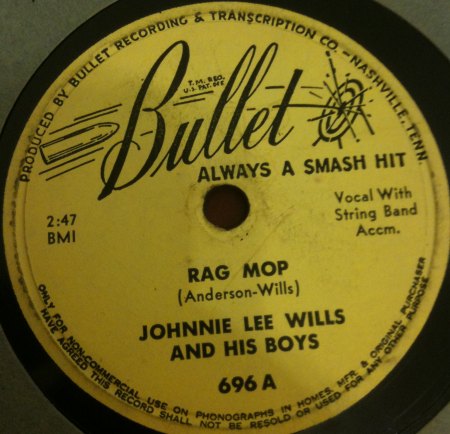 PRODUCED BY BULLET RECORDING & TRANSCRIPTION CO. - NASHVILLE, TENN.
T. M. REG.
U. S. PAT. OFF.
Bullet
ALWAYS A SMASH HIT
2:47
BMI
Vocal With
String Band
Accm.
RAG MOP
(Anderson-Wills)
JOHNNIE LEE WILLS
AND HIS BOYS
696 A
ONLY FOR NON-COMMERCIAL USE ON PHONOGRAPHS IN HOMES. MFR. & ORIGINAL PURCHASER
HAVE AGREED THIS RECORD SHALL NOT BE RESOLD OR USED FOR ANY OTHER PURPOSE